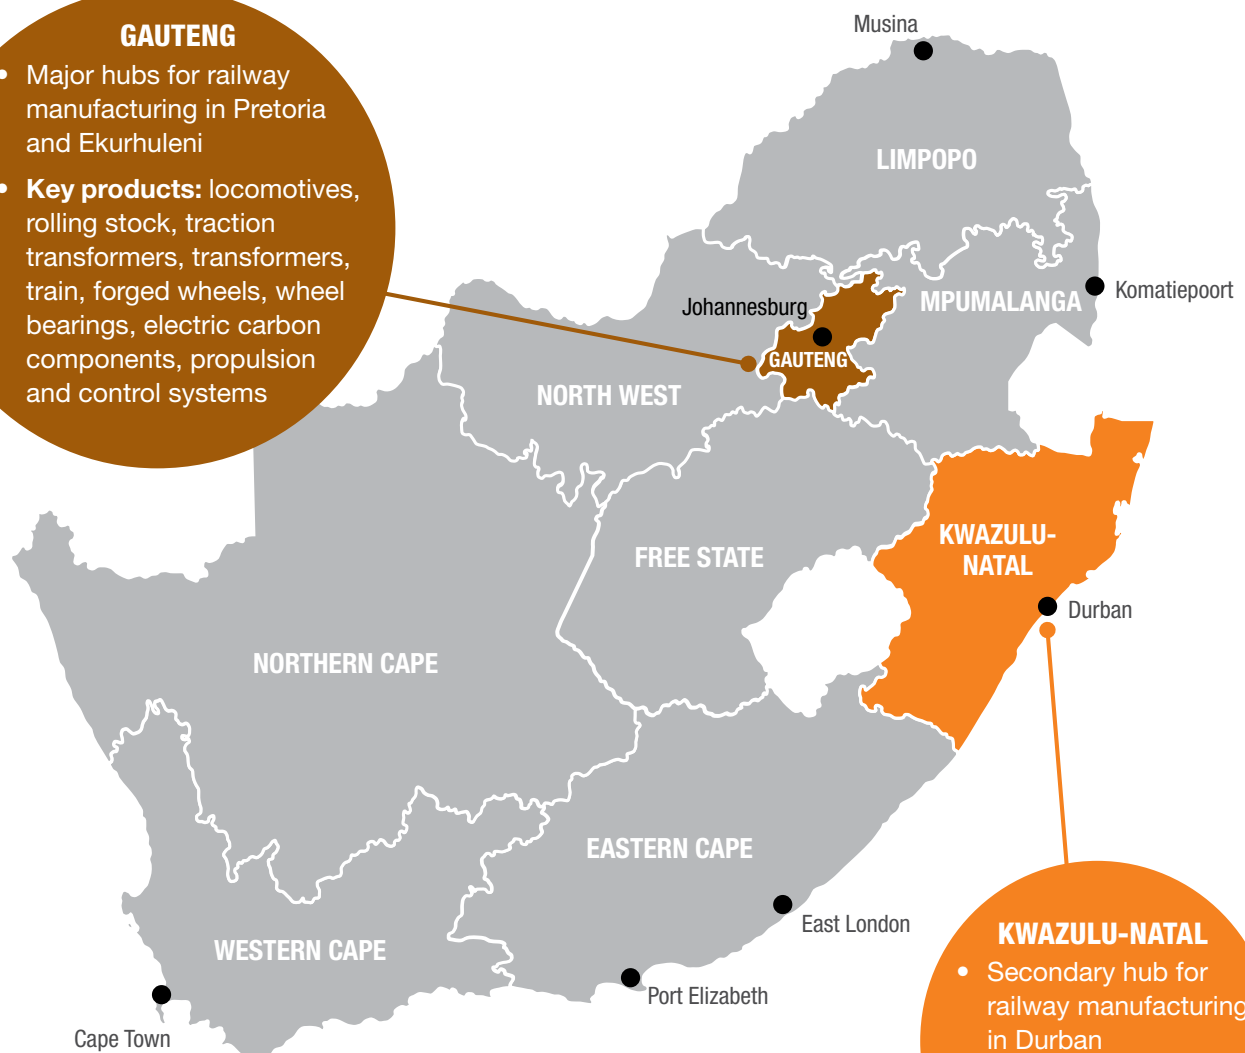 GAUTENG
• Major hubs for railway
manufacturing in Pretoria
and Ekurhuleni
• Key products: locomotives,
rolling stock, traction
transformers, transformers,
train, forged wheels, wheel
bearings, electric carbon
components, propulsion
and control systems
Musina
LIMPOPO
Johannesburg
MPUMALANGA
Komatiepoort
GAUTENG
NORTH WEST
KWAZULU-
NATAL
FREE STATE
Durban
NORTHERN CAPE
EASTERN CAPE
East London
WESTERN CAPE
Port Elizabeth
Cape Town
KWAZULU-NATAL
• Secondary hub for
railway manufacturing
in Durban